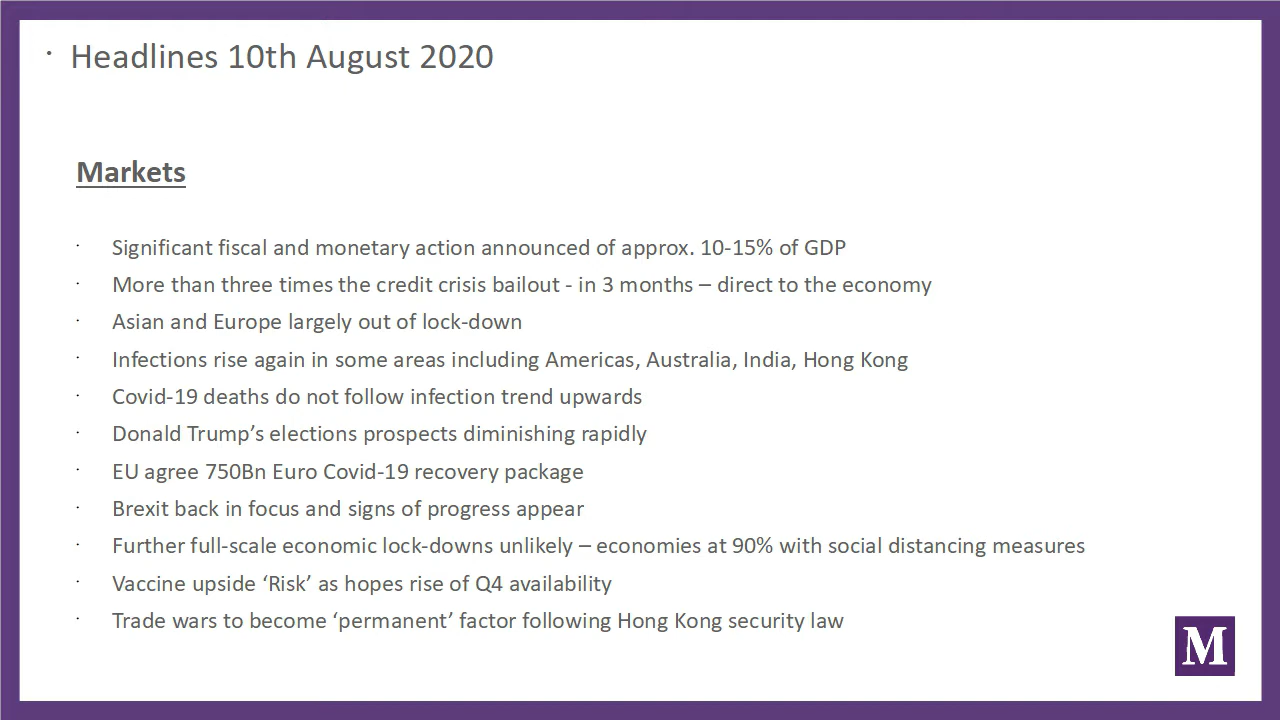 · Headlines 10th August 2020
Markets
· Significant fiscal and monetary action announced of approx. 10-15% of GDP
· More than three times the credit crisis bailout - in 3 months – direct to the economy
· Asian and Europe largely out of lock-down
· Infections rise again in some areas including Americas, Australia, India, Hong Kong
· Covid-19 deaths do not follow infection trend upwards
· Donald Trump’s elections prospects diminishing rapidly
· EU agree 750Bn Euro Covid-19 recovery package
· Brexit back in focus and signs of progress appear
· Further full-scale economic lock-downs unlikely – economies at 90% with social distancing measures
· Vaccine upside ‘Risk’ as hopes rise of Q4 availability
· Trade wars to become ‘permanent’ factor following Hong Kong security law
M